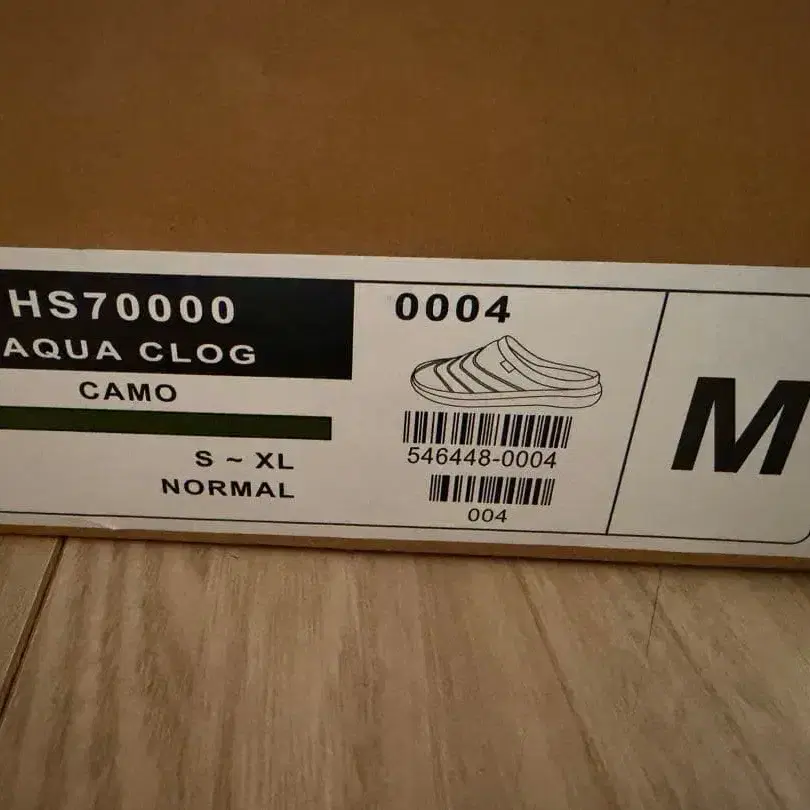 HS70000
AQUA CLOG
CAMO
S ~ XL
NORMAL
0004
546448-0004
004
M